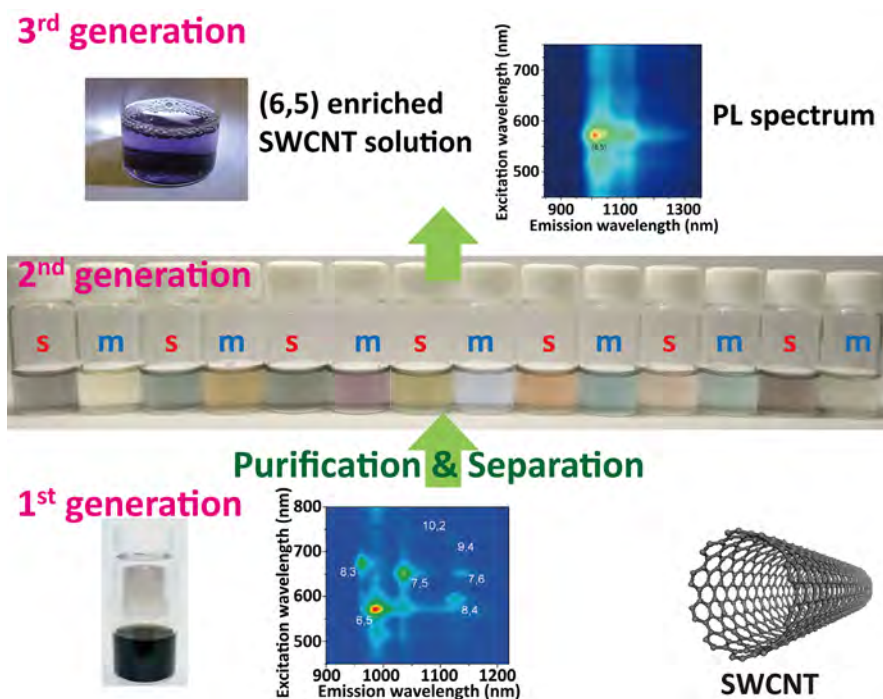 3rd generation
(6,5) enriched
SWCNT solution
PL spectrum
Excitation wavelength (nm)
700
600
500
900
1100
1300
Emission wavelength (nm)
(6,5)
2nd generation
s m s m s m s m s m s m s m
Purification & Separation
1st generation
Excitation wavelength (nm)
800
700
600
500
10,2
9,4
8,3
7,5
7,6
6,5
8,4
900
1000
1100
1200
Emission wavelength (nm)
SWCNT